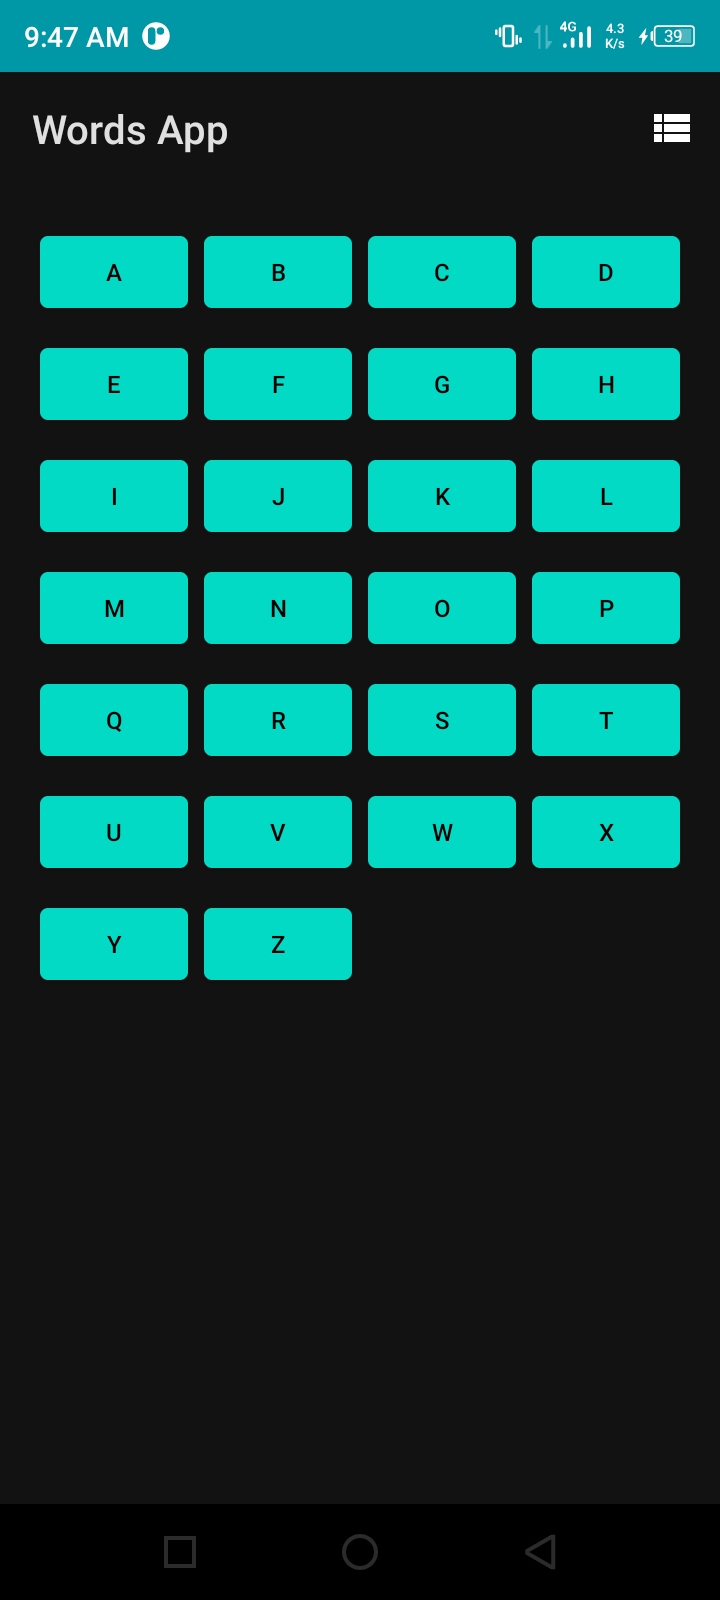 9:47 AM 4G 4.3 K/s 39
Words App
A B C D
E F G H
I J K L
M N O P
Q R S T
U V W X
Y Z